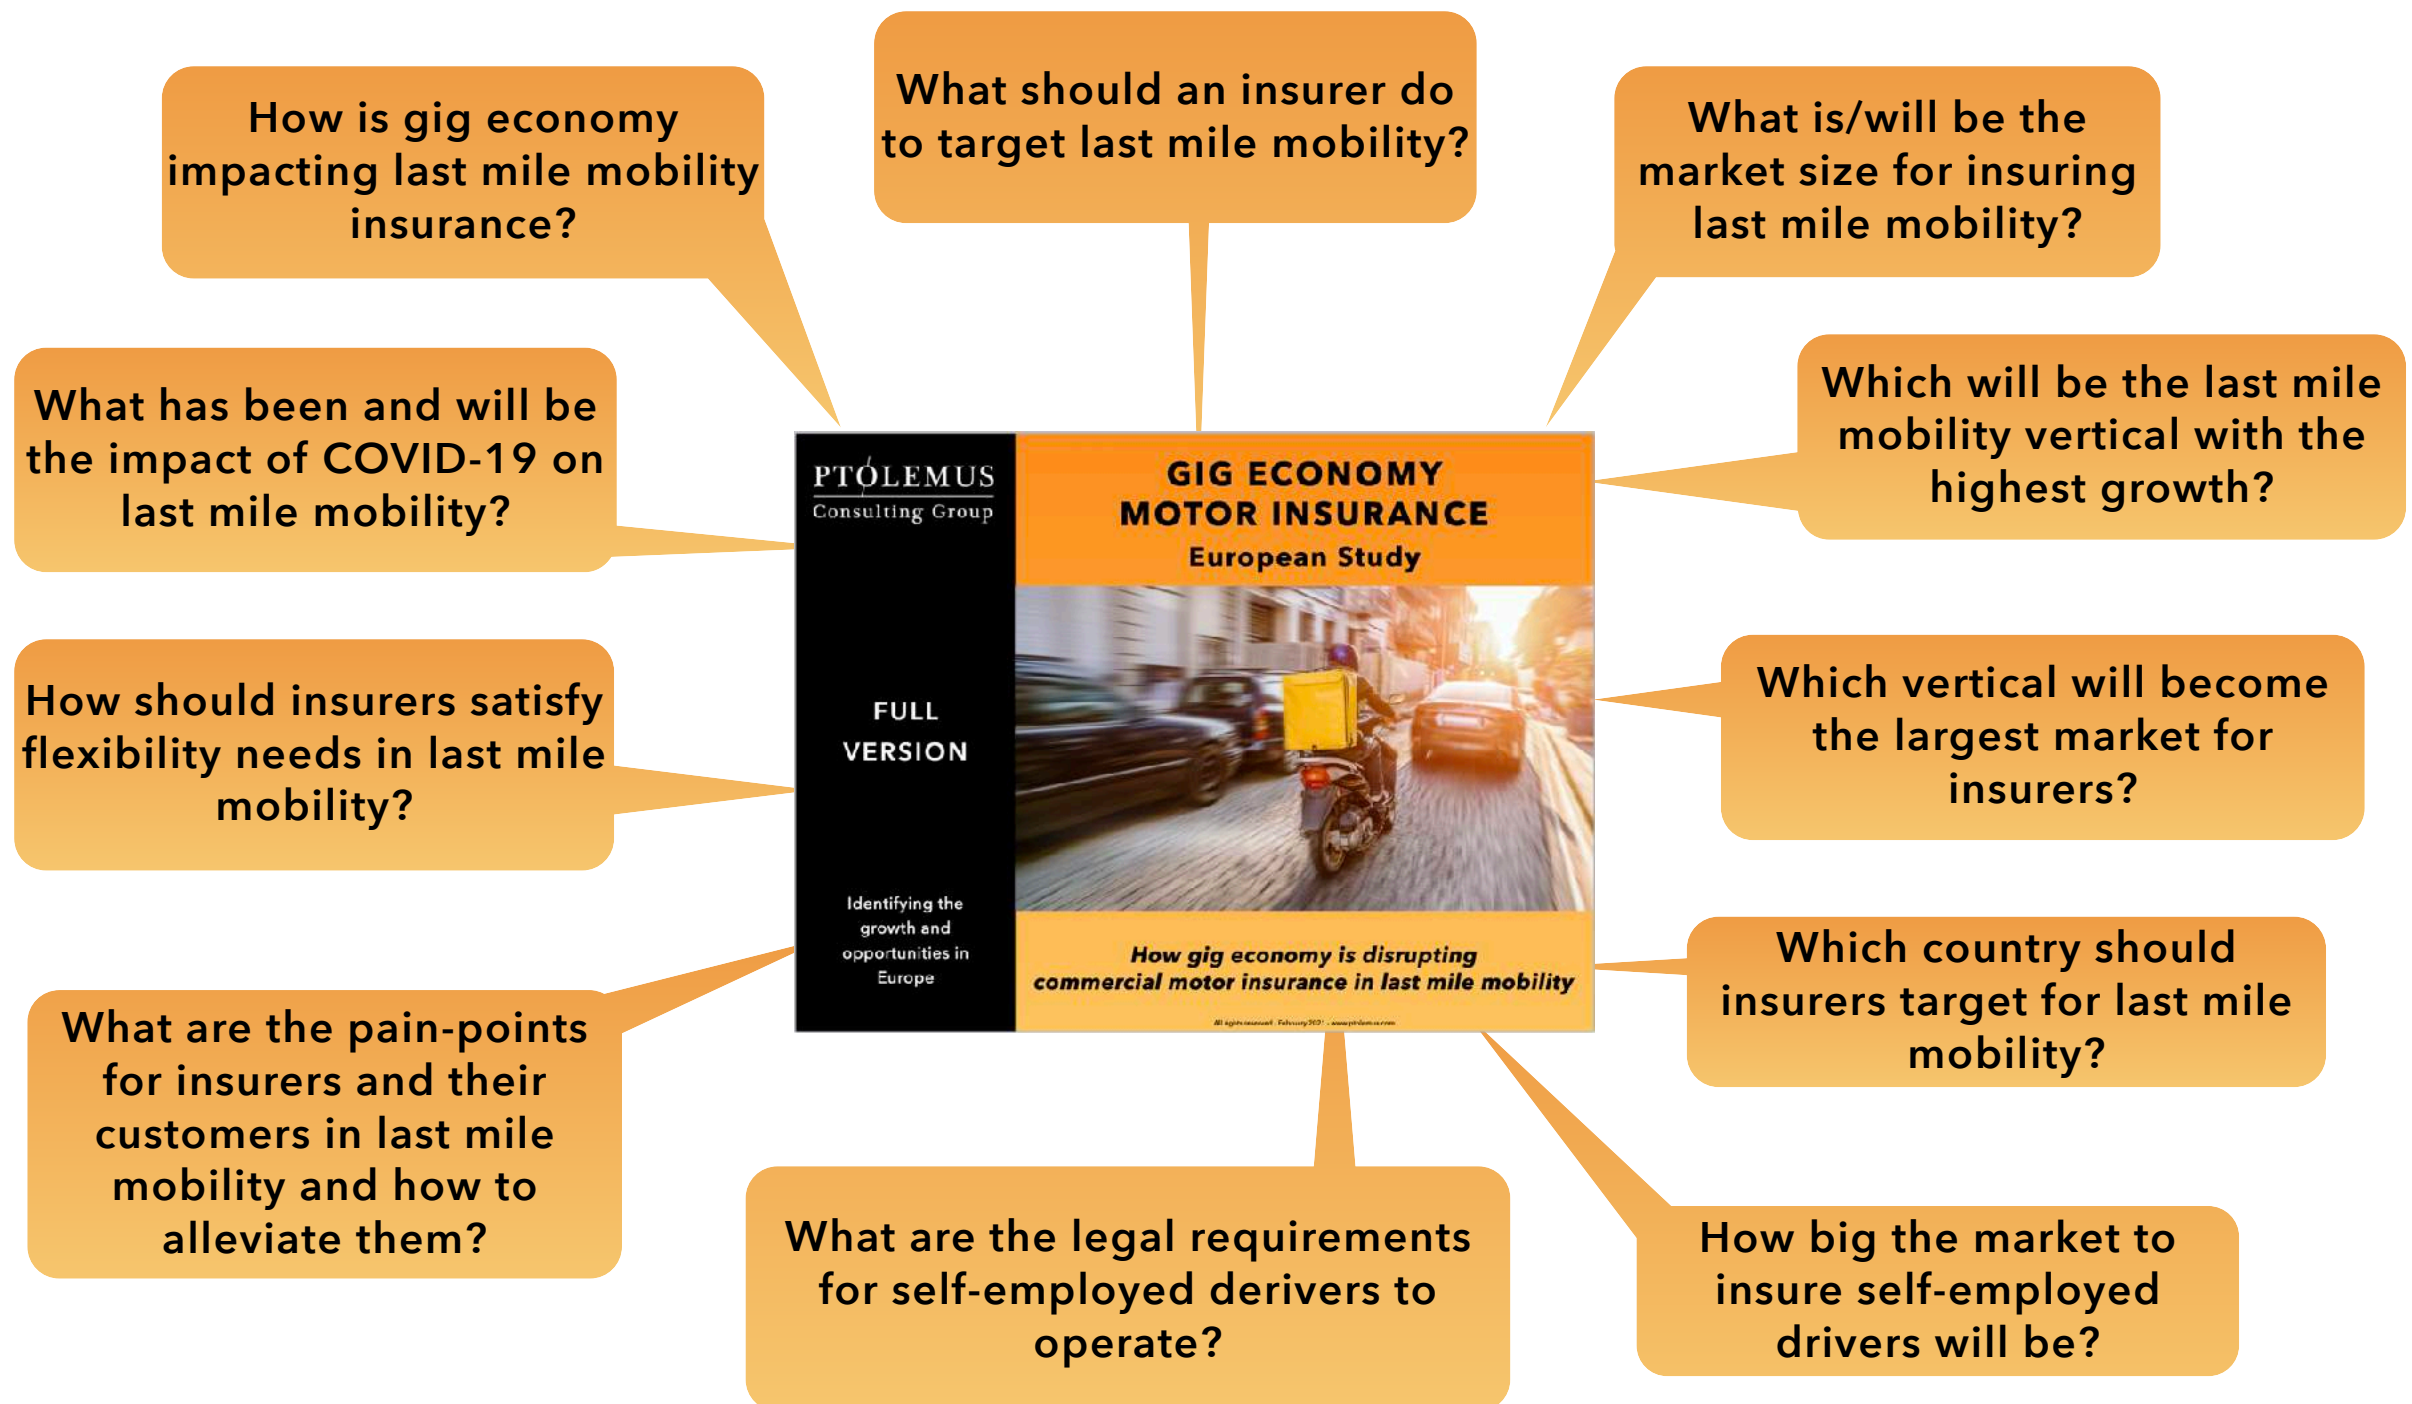 How is gig economy
impacting last mile mobility
insurance?
What should an insurer do
to target last mile mobility?
What is/will be the
market size for insuring
last mile mobility?
What has been and will be
the impact of COVID-19 on
last mile mobility?
Which will be the last mile
mobility vertical with the
highest growth?
PTOLEMUS
Consulting Group
FULL
VERSION
Identifying the
growth and
opportunities in
Europe
GIG ECONOMY
MOTOR INSURANCE
European Study
How gig economy is disrupting
commercial motor insurance in last mile mobility
All rights reserved - February 2021 - www.ptolemus.com
How should insurers satisfy
flexibility needs in last mile
mobility?
Which vertical will become
the largest market for
insurers?
What are the pain-points
for insurers and their
customers in last mile
mobility and how to
alleviate them?
Which country should
insurers target for last mile
mobility?
What are the legal requirements
for self-employed derivers to
operate?
How big the market to
insure self-employed
drivers will be?